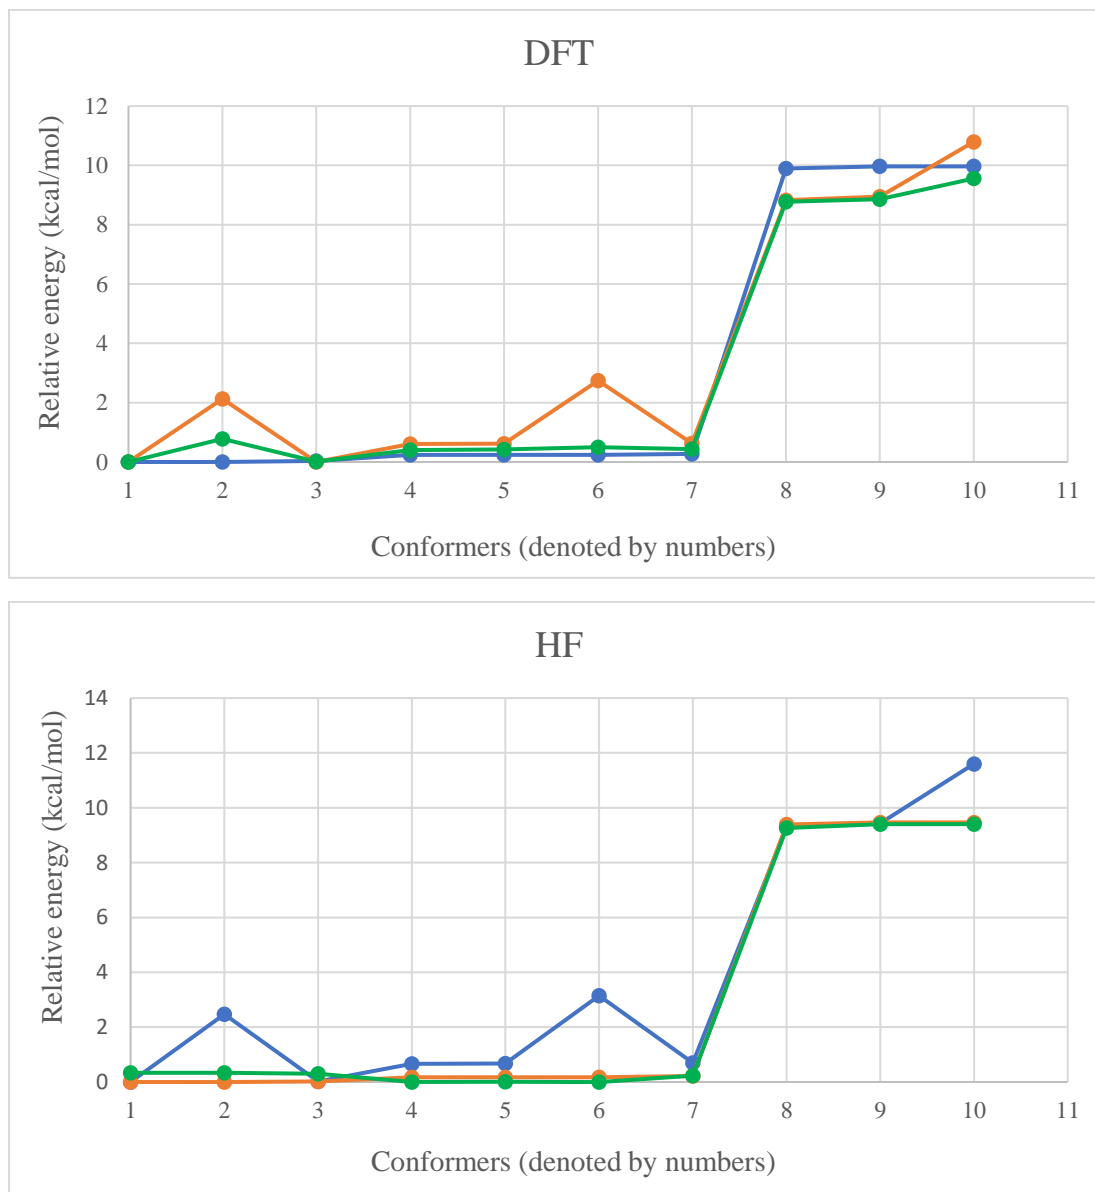 DFT
12
10
8
6
4
2
0
Relative energy (kcal/mol)
1 2 3 4 5 6 7 8 9 10 11
Conformers (denoted by numbers)
HF
14
12
10
8
6
4
2
0
Relative energy (kcal/mol)
1 2 3 4 5 6 7 8 9 10 11
Conformers (denoted by numbers)